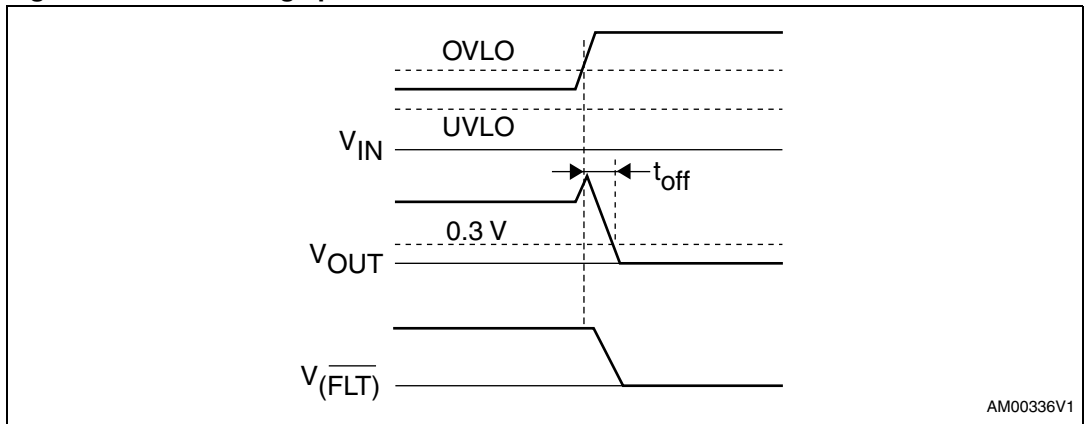 OVLO
UVLO
VIN
toff
0.3 V
VOUT
V(FLT)
AM00336V1